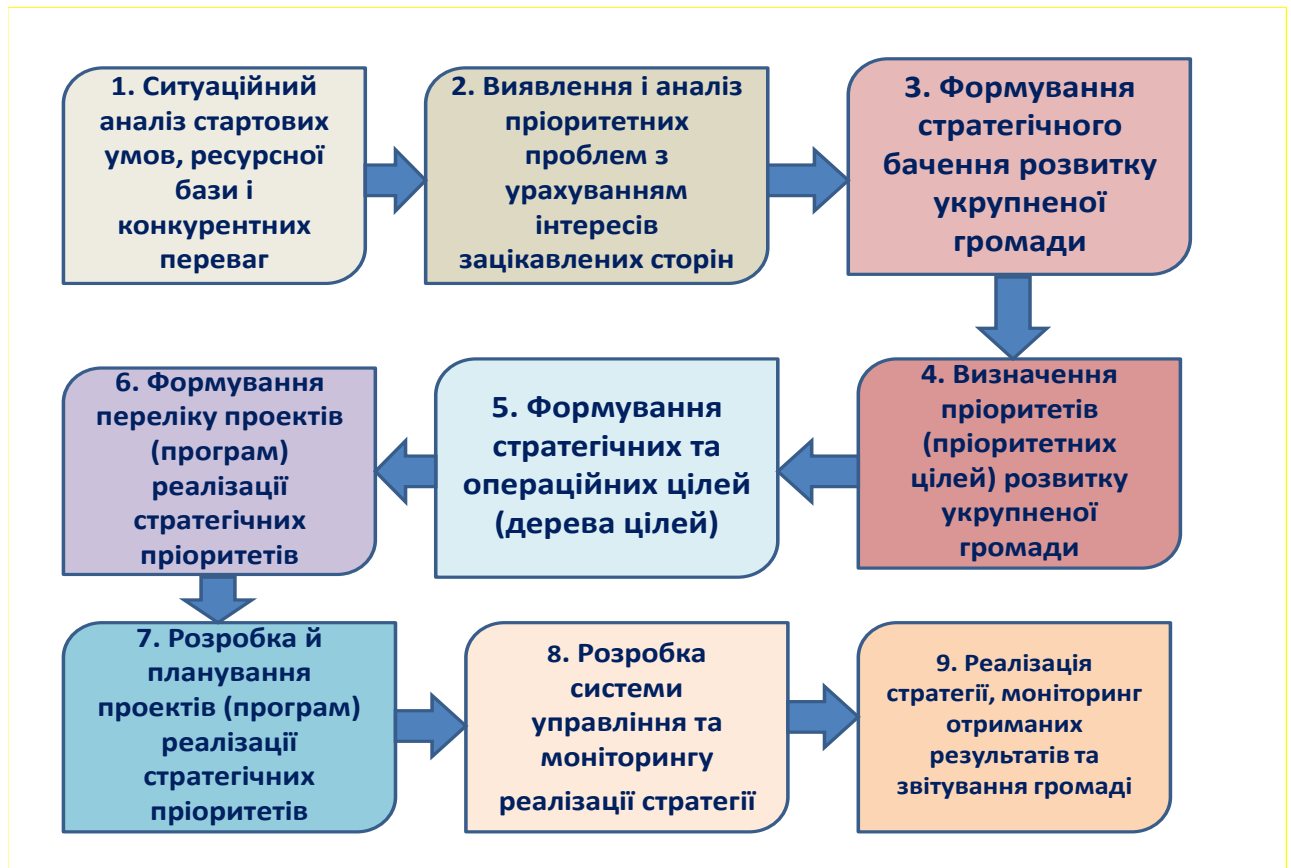 1. Ситуаційний
аналіз стартових
умов, ресурсної
бази і
конкурентних
переваг
2. Виявлення і аналіз
пріоритетних
проблем з
урахуванням
інтересів
зацікавлених сторін
3. Формування
стратегічного
бачення розвитку
укрупненої
громади
4. Визначення
пріоритетів
(пріоритетних
цілей) розвитку
укрупненої
громади
5. Формування
стратегічних та
операційних цілей
(дерева цілей)
6. Формування
переліку проектів
(програм)
реалізації
стратегічних
пріоритетів
7. Розробка й
планування
проектів (програм)
реалізації
стратегічних
пріоритетів
8. Розробка
системи
управління та
моніторингу
реалізації стратегії
9. Реалізація
стратегії, моніторинг
отриманих
результатів та
звітування громаді